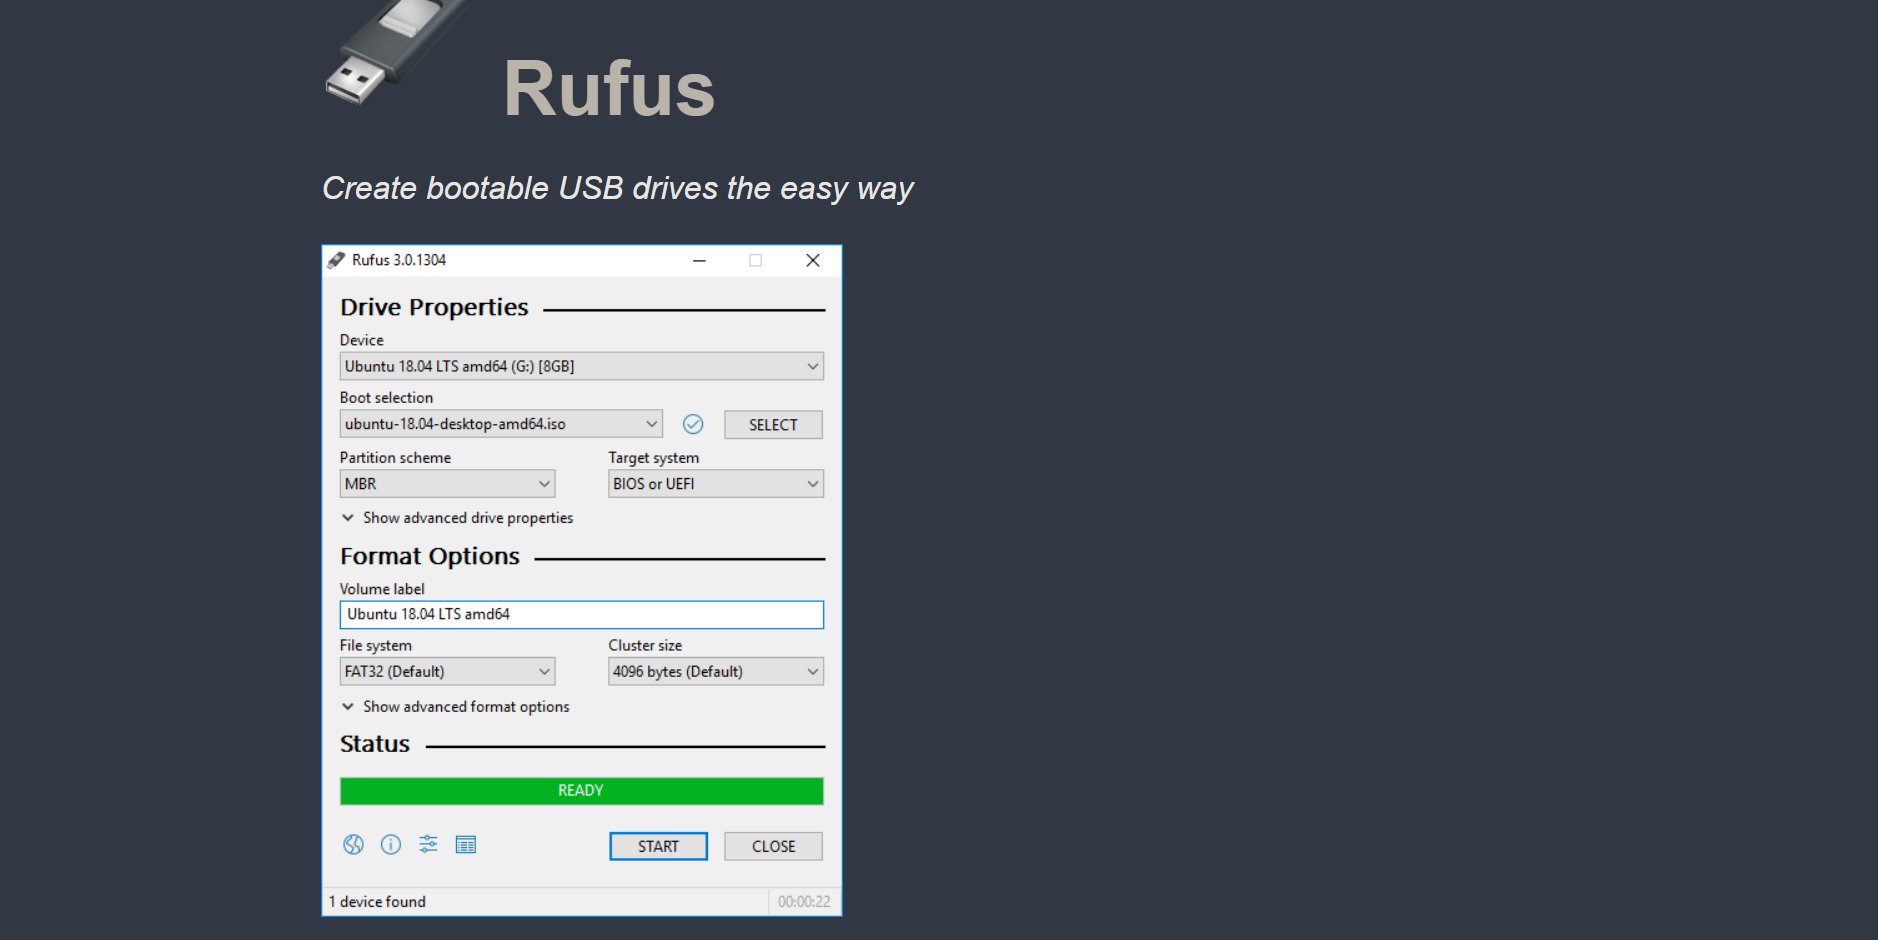 Rufus
Create bootable USB drives the easy way
Rufus 3.0.1304
Drive Properties
Device
Ubuntu 18.04 LTS amd64 (G:) [8GB]
Boot selection
ubuntu-18.04-desktop-amd64.iso
SELECT
Partition scheme
Target system
MBR
BIOS or UEFI
Show advanced drive properties
Format Options
Volume label
Ubuntu 18.04 LTS amd64
File system
Cluster size
FAT32 (Default)
4096 bytes (Default)
Show advanced format options
Status
READY
START
CLOSE
1 device found
00:00:22